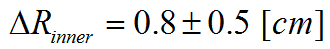 ΔR_inner = 0.8 ± 0.5 [cm]